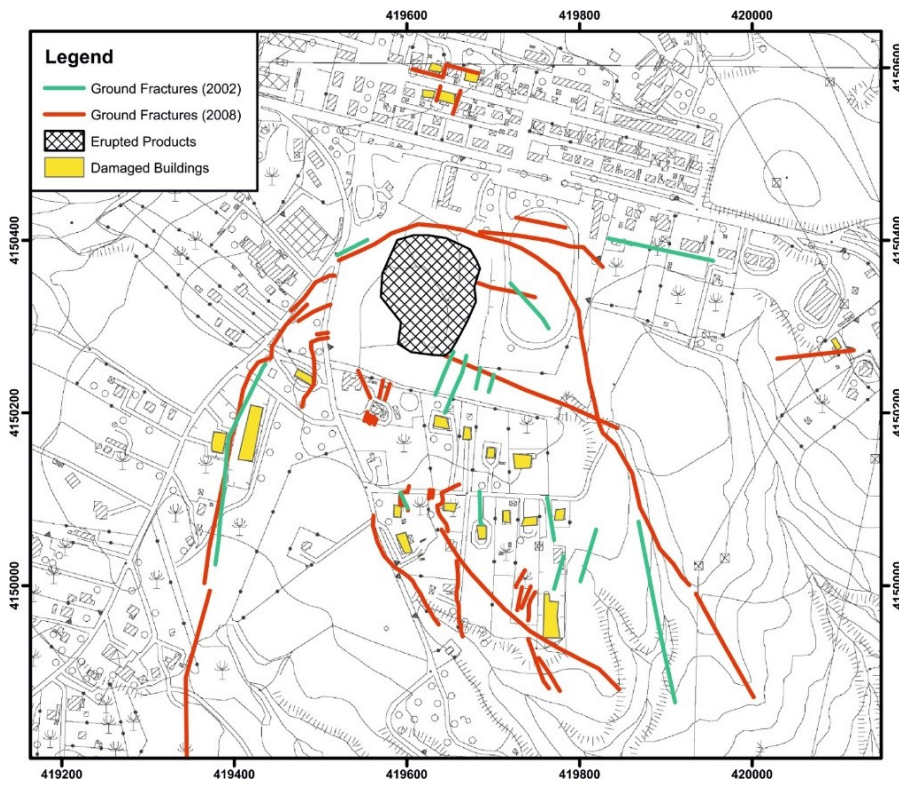 419600 419800 420000
Legend
Ground Fractures (2002)
Ground Fractures (2008)
Erupted Products
Damaged Buildings
4150600
4150400 4150400
4150200 4150200
4150000 4150000
419200 419400 419600 419800 420000